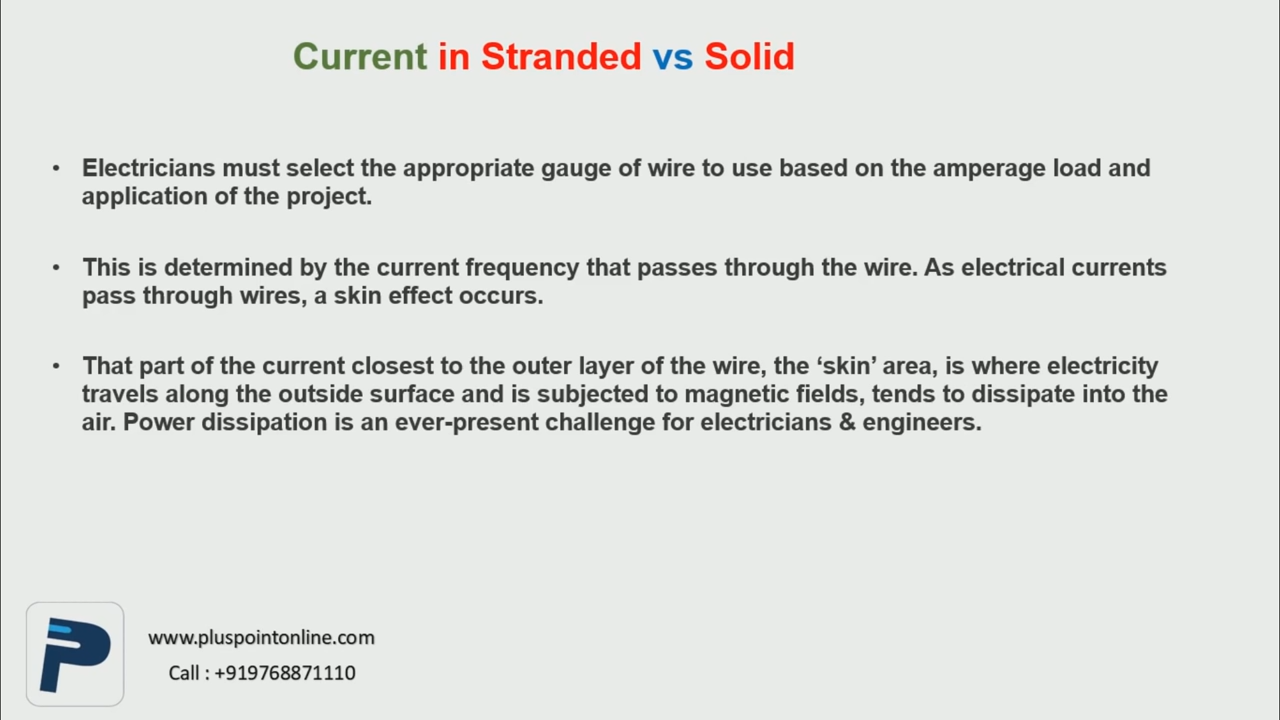 Current in Stranded vs Solid
• Electricians must select the appropriate gauge of wire to use based on the amperage load and
application of the project.
• This is determined by the current frequency that passes through the wire. As electrical currents
pass through wires, a skin effect occurs.
• That part of the current closest to the outer layer of the wire, the ‘skin’ area, is where electricity
travels along the outside surface and is subjected to magnetic fields, tends to dissipate into the
air. Power dissipation is an ever-present challenge for electricians & engineers.
www.pluspointonline.com
Call : +919768871110